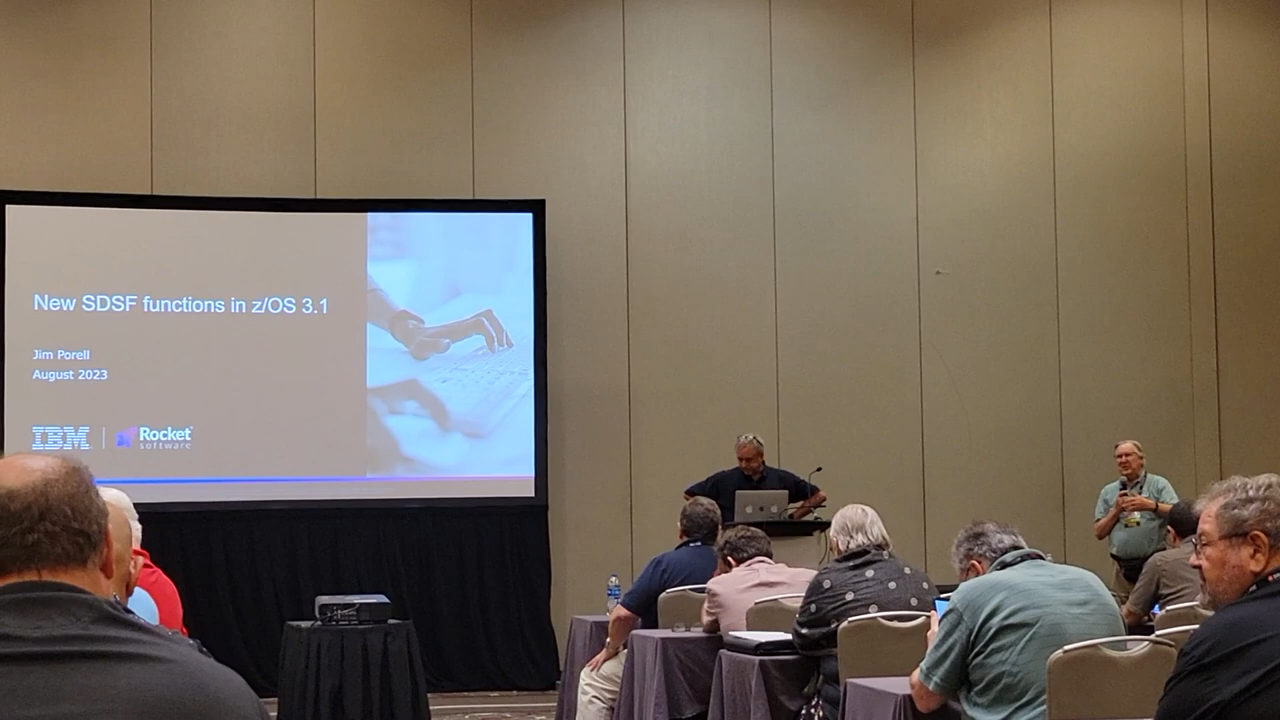 New SDSF functions in z/OS 3.1
Jim Porell
August 2023
IBM | Rocket
software